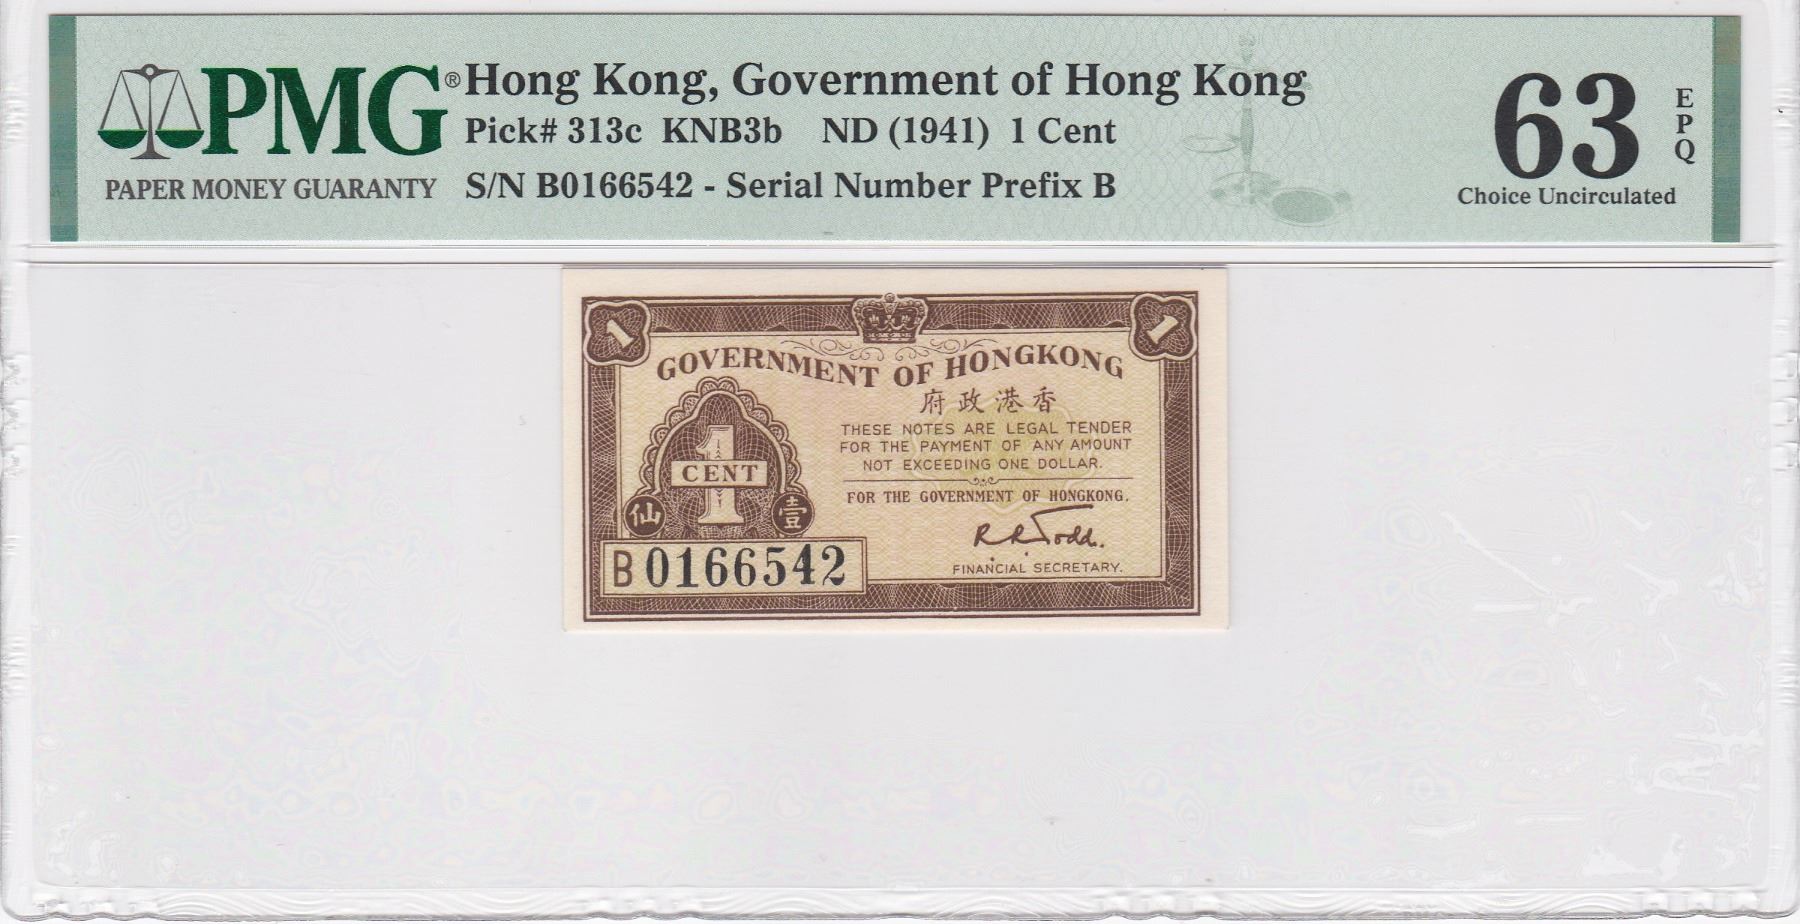 PMG®
PAPER MONEY GUARANTY
Hong Kong, Government of Hong Kong
Pick# 313c KNB3b ND (1941) 1 Cent
S/N B0166542 - Serial Number Prefix B
63
EPQ
Choice Uncirculated
1
1
GOVERNMENT OF HONGKONG
府政港香
THESE NOTES ARE LEGAL TENDER
FOR THE PAYMENT OF ANY AMOUNT
NOT EXCEEDING ONE DOLLAR.
FOR THE GOVERNMENT OF HONGKONG,
R.R. Todd.
FINANCIAL SECRETARY.
1
CENT
仙 壹
B 0166542